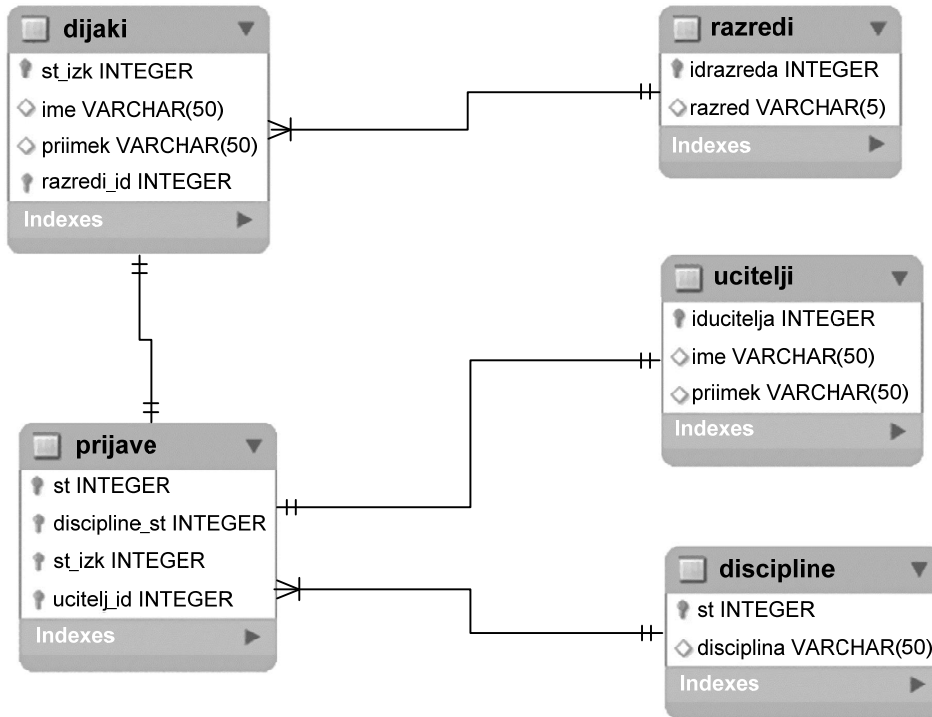 dijaki
st_izk INTEGER
ime VARCHAR(50)
priimek VARCHAR(50)
razredi_id INTEGER
Indexes
razredi
idrazreda INTEGER
razred VARCHAR(5)
Indexes
ucitelji
iducitelja INTEGER
ime VARCHAR(50)
priimek VARCHAR(50)
Indexes
prijave
st INTEGER
discipline_st INTEGER
st_izk INTEGER
ucitelj_id INTEGER
Indexes
discipline
st INTEGER
disciplina VARCHAR(50)
Indexes